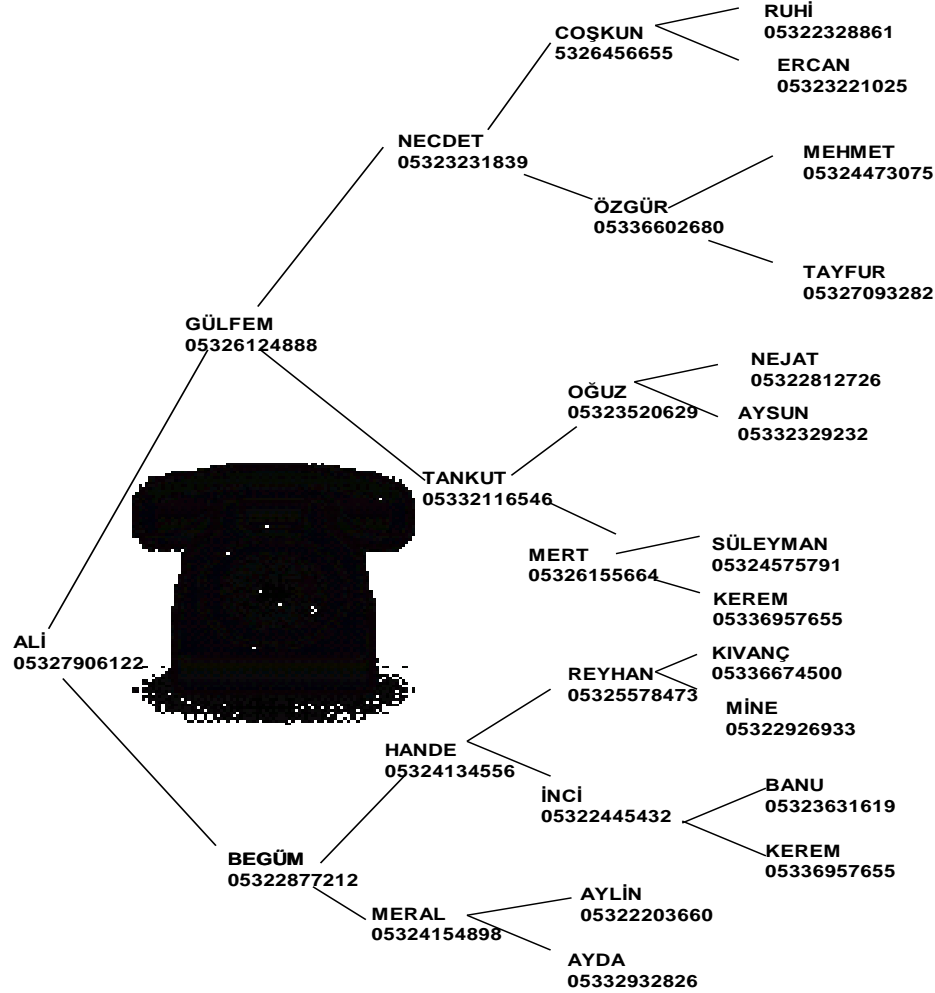 RUHİ
05322328861
COŞKUN
5326456655
ERCAN
05323221025
NECDET
05323231839
MEHMET
05324473075
ÖZGÜR
05336602680
TAYFUR
05327093282
GÜLFEM
05326124888
NEJAT
05322812726
OĞUZ
05323520629
AYSUN
05332329232
TANKUT
05332116546
SÜLEYMAN
05324575791
MERT
05326155664
KEREM
05336957655
ALİ
05327906122
KIVANÇ
05336674500
REYHAN
05325578473
MİNE
05322926933
HANDE
05324134556
BANU
05323631619
İNCİ
05322445432
KEREM
05336957655
BEGÜM
05322877212
AYLİN
05322203660
MERAL
05324154898
AYDA
05332932826